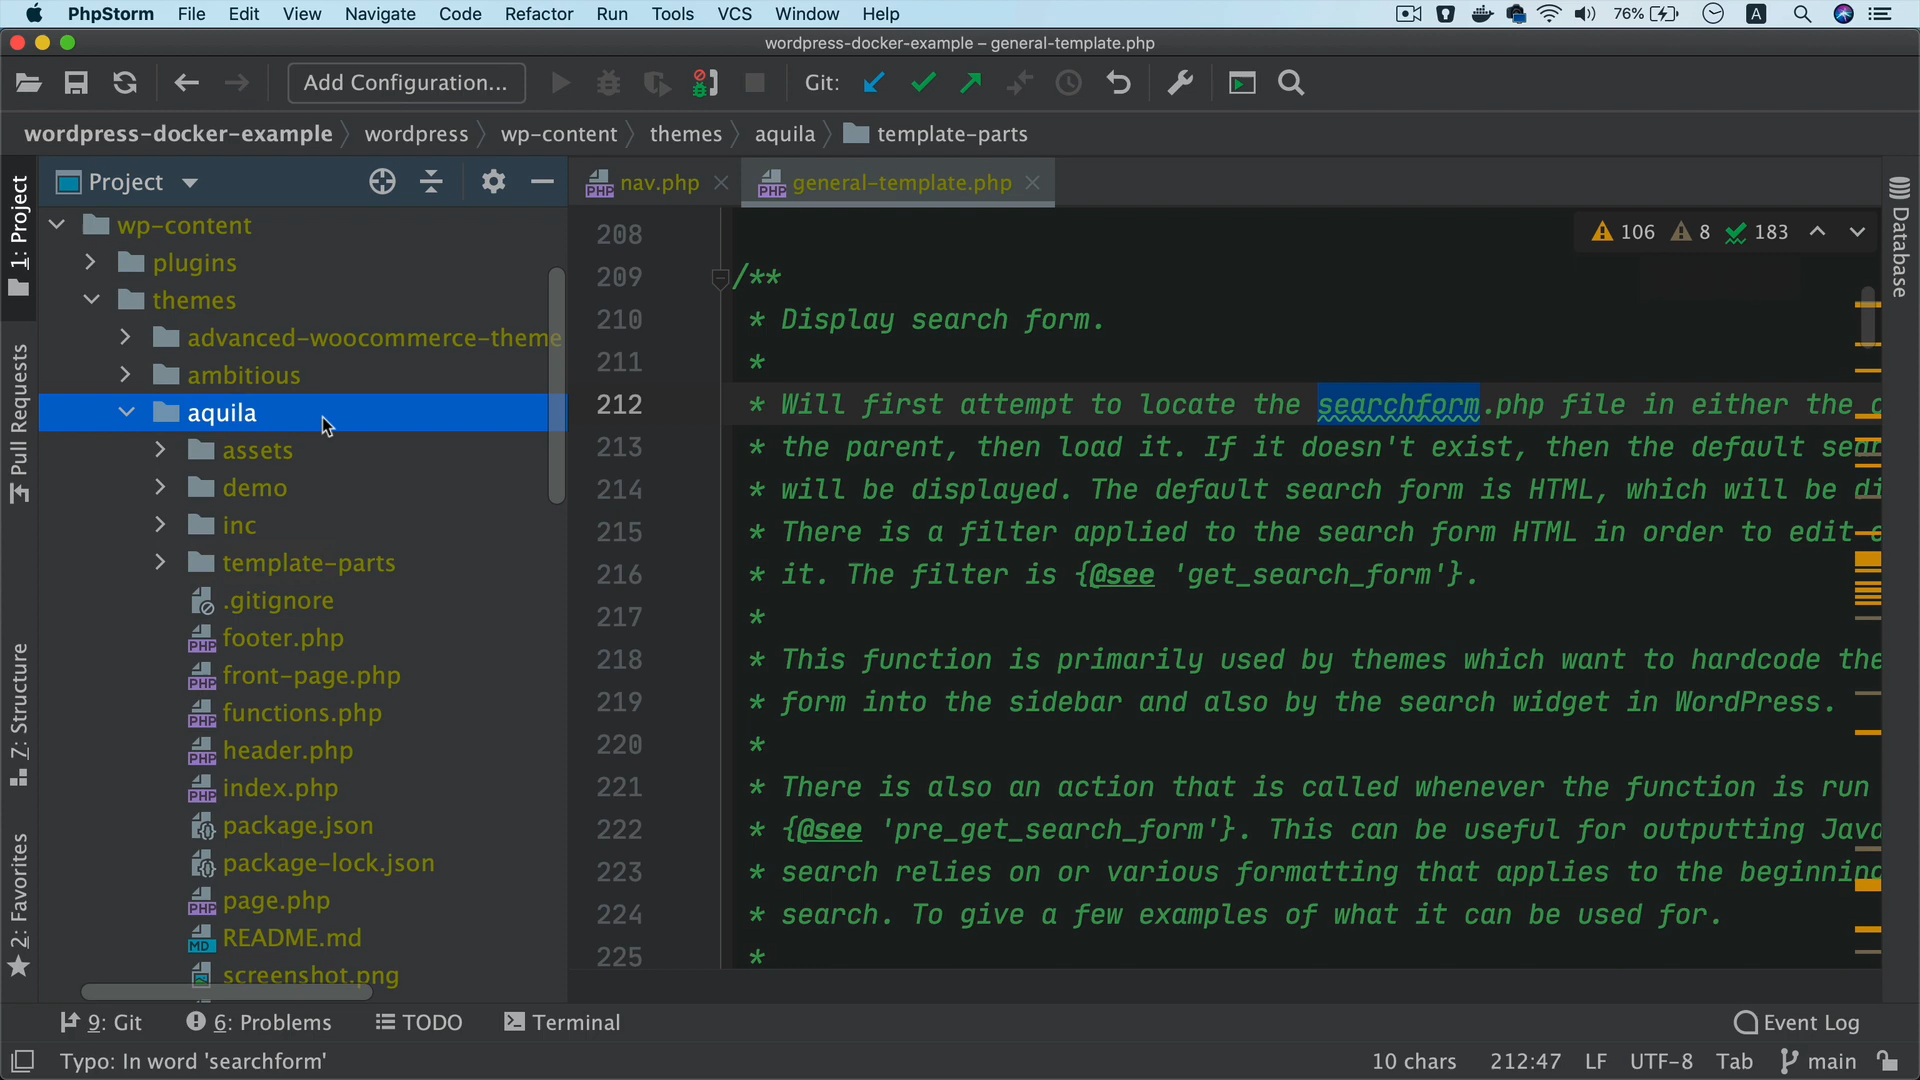 PhpStorm File Edit View Navigate Code Refactor Run Tools VCS Window Help 76% A
wordpress-docker-example – general-template.php
Add Configuration... Git:
wordpress-docker-example wordpress wp-content themes aquila template-parts
Project
nav.php general-template.php
1: Project
Pull Requests
Z: Structure
2: Favorites
Database
wp-content
plugins
themes
advanced-woocommerce-theme
ambitious
aquila
assets
demo
inc
template-parts
.gitignore
footer.php
front-page.php
functions.php
header.php
index.php
package.json
package-lock.json
page.php
README.md
screenshot.png
106 8 183
208
209 /**
210 * Display search form.
211 *
212 * Will first attempt to locate the searchform.php file in either the
213 * the parent, then load it. If it doesn't exist, then the default sear
214 * will be displayed. The default search form is HTML, which will be di
215 * There is a filter applied to the search form HTML in order to edit
216 * it. The filter is {@see 'get_search_form'}.
217 *
218 * This function is primarily used by themes which want to hardcode the
219 * form into the sidebar and also by the search widget in WordPress.
220 *
221 * There is also an action that is called whenever the function is run
222 * {@see 'pre_get_search_form'}. This can be useful for outputting Java
223 * search relies on or various formatting that applies to the beginning
224 * search. To give a few examples of what it can be used for.
225 *
9: Git 6: Problems TODO Terminal Event Log
Typo: In word 'searchform' 10 chars 212:47 LF UTF-8 Tab main